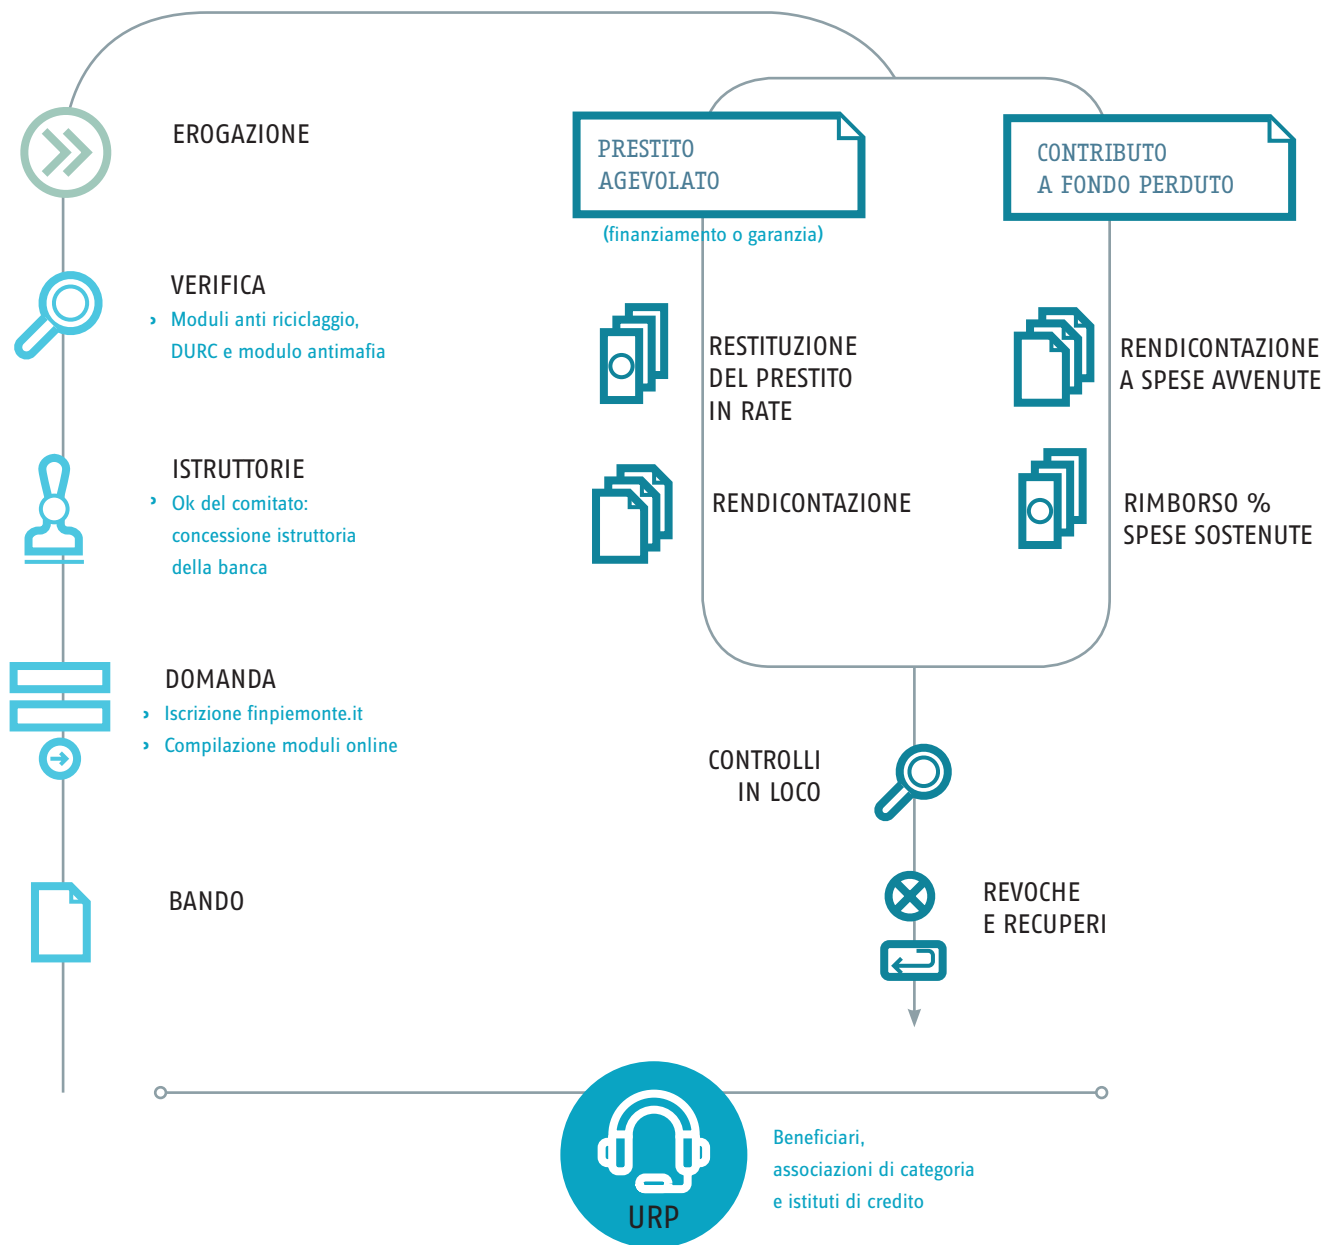 EROGAZIONE
VERIFICA
Moduli anti riciclaggio,
DURC e modulo antimafia
ISTRUTTORIE
Ok del comitato:
concessione istruttoria
della banca
DOMANDA
Iscrizione finpiemonte.it
Compilazione moduli online
BANDO
PRESTITO
AGEVOLATO
(finanziamento o garanzia)
RESTITUZIONE
DEL PRESTITO
IN RATE
RENDICONTAZIONE
CONTRIBUTO
A FONDO PERDUTO
RENDICONTAZIONE
A SPESE AVVENUTE
RIMBORSO %
SPESE SOSTENUTE
CONTROLLI
IN LOCO
REVOCHE
E RECUPERI
URP
Beneficiari,
associazioni di categoria
e istituti di credito